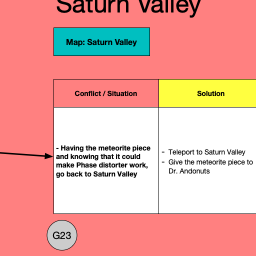 Saturn Valley
Map: Saturn Valley
Conflict / Situation
Solution
- Having the meteorite piece
and knowing that it could
make Phase distorter work,
go back to Saturn Valley
- Teleport to Saturn Valley
- Give the meteorite piece to
Dr. Andonuts
G23